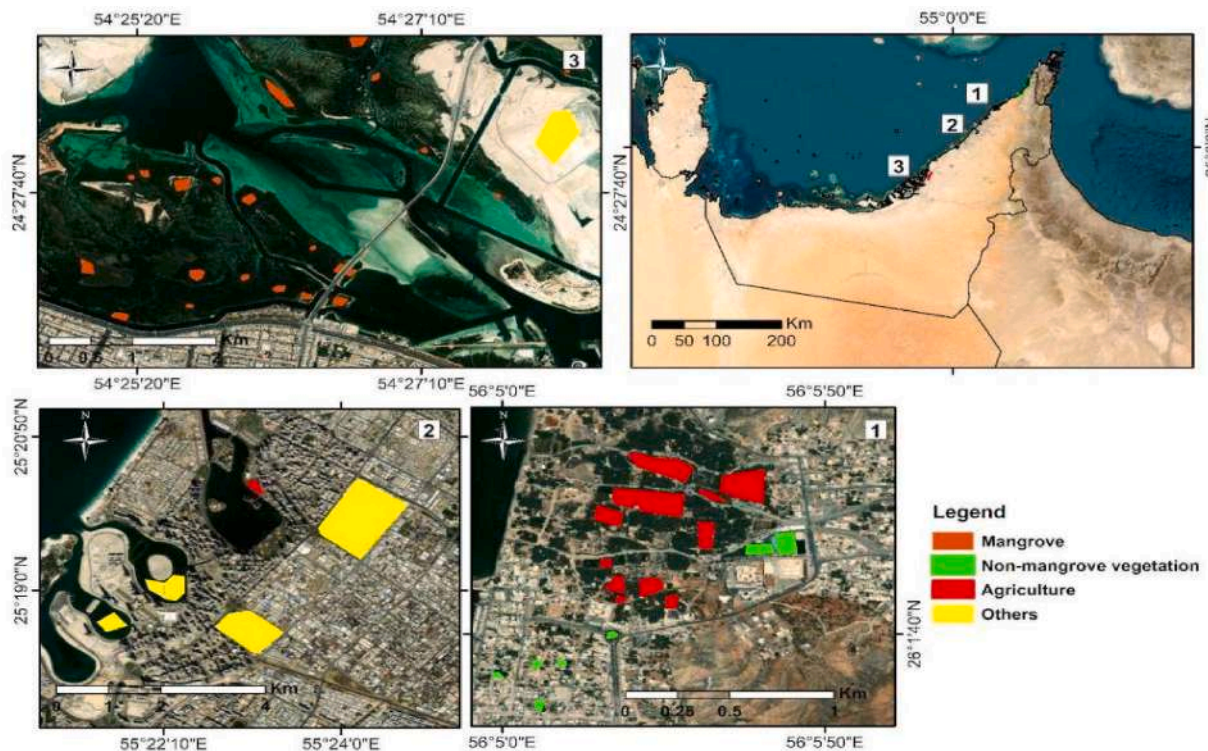 54°25'20"E 54°27'10"E
55°0'0"E
24°27'40"N
N
3
Km
0 0.5 1 2
54°25'20"E 54°27'10"E
N
1
2
3
Km
0 50 100 200
24°27'40"N
56°5'0"E 56°5'50"E
25°20'50"N
25°19'0"N
N
2
Km
0 1 2 4
55°22'10"E 55°24'0"E
N
1
Km
0 0.25 0.5 1
56°5'0"E 56°5'50"E
26°1'40"N
Legend
Mangrove
Non-mangrove vegetation
Agriculture
Others